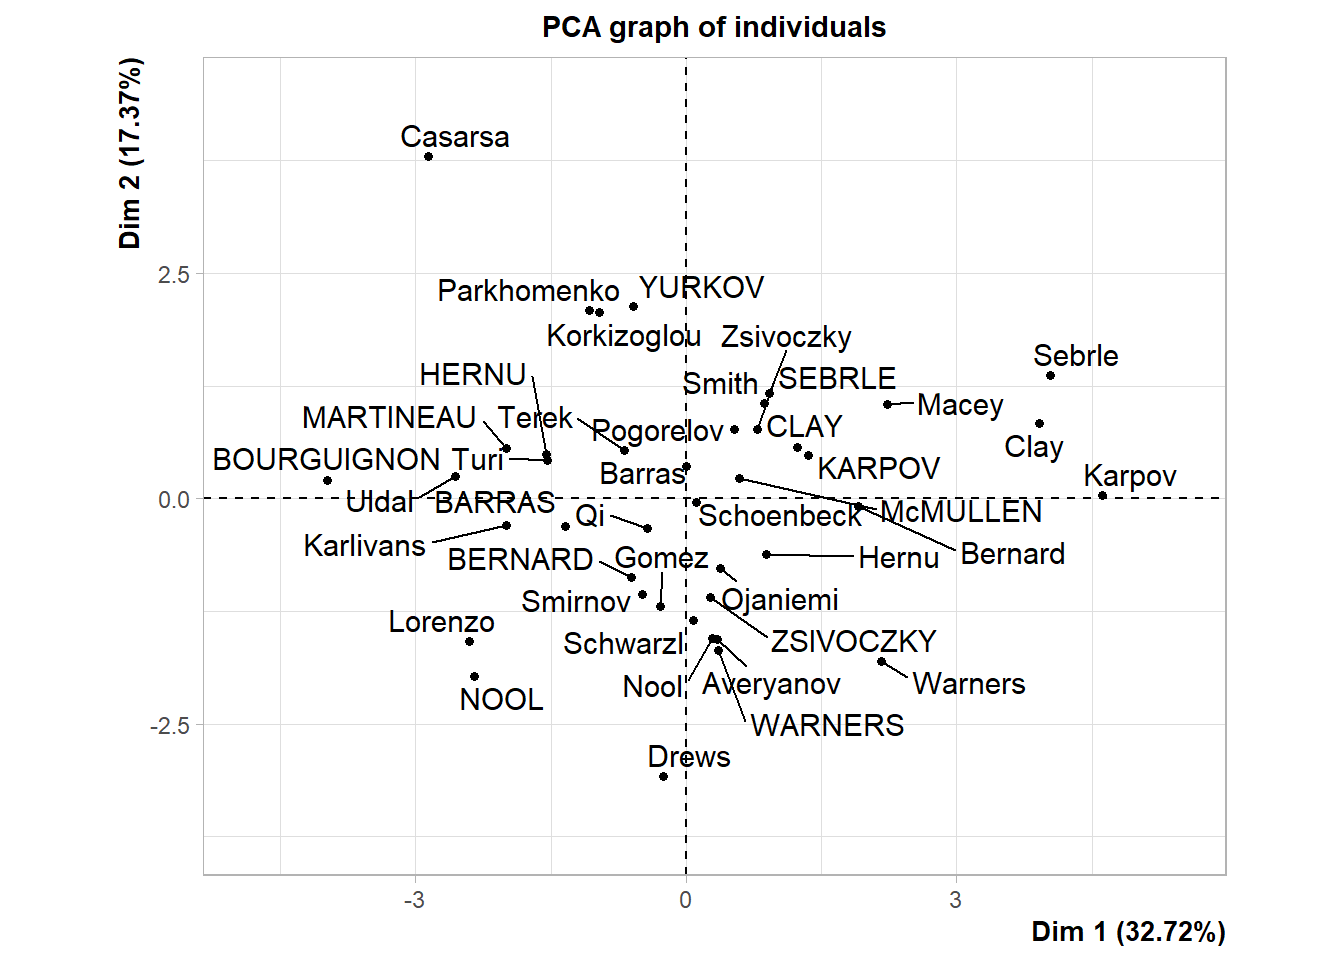 PCA graph of individuals
Dim 2 (17.37%)
Casarsa
2.5
Parkhomenko
YURKOV
Korkizoglou
Zsivoczky
Sebrle
HERNU
Smith
SEBRLE
Macey
MARTINEAU
Terek
Pogorelov
CLAY
Clay
BOURGUIGNON
Turi
Barras
KARPOV
Karpov
0.0
Uldal
BARRAS
Qi
Schoenbeck
McMULLEN
Karlivans
BERNARD
Gomez
Hernu
Bernard
Smirnov
Ojaniemi
Lorenzo
Schwarzl
ZSIVOCZKY
NOOL
Nool
Averyanov
Warners
-2.5
WARNERS
Drews
-3
0
3
Dim 1 (32.72%)